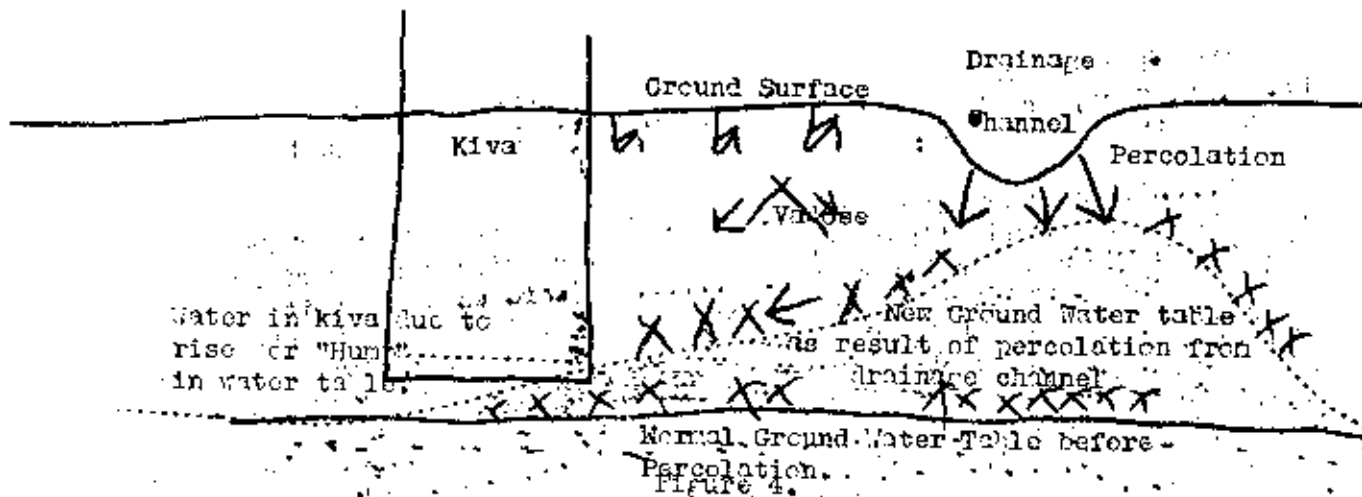 Drainage
Ground Surface
Channel
Kiva
Percolation
Vadose
Water in kiva due to
rise or "Hump"
in water table.
New Ground Water table
as result of percolation from
drainage channel
Normal Ground Water Table before
Percolation.
Figure 4.